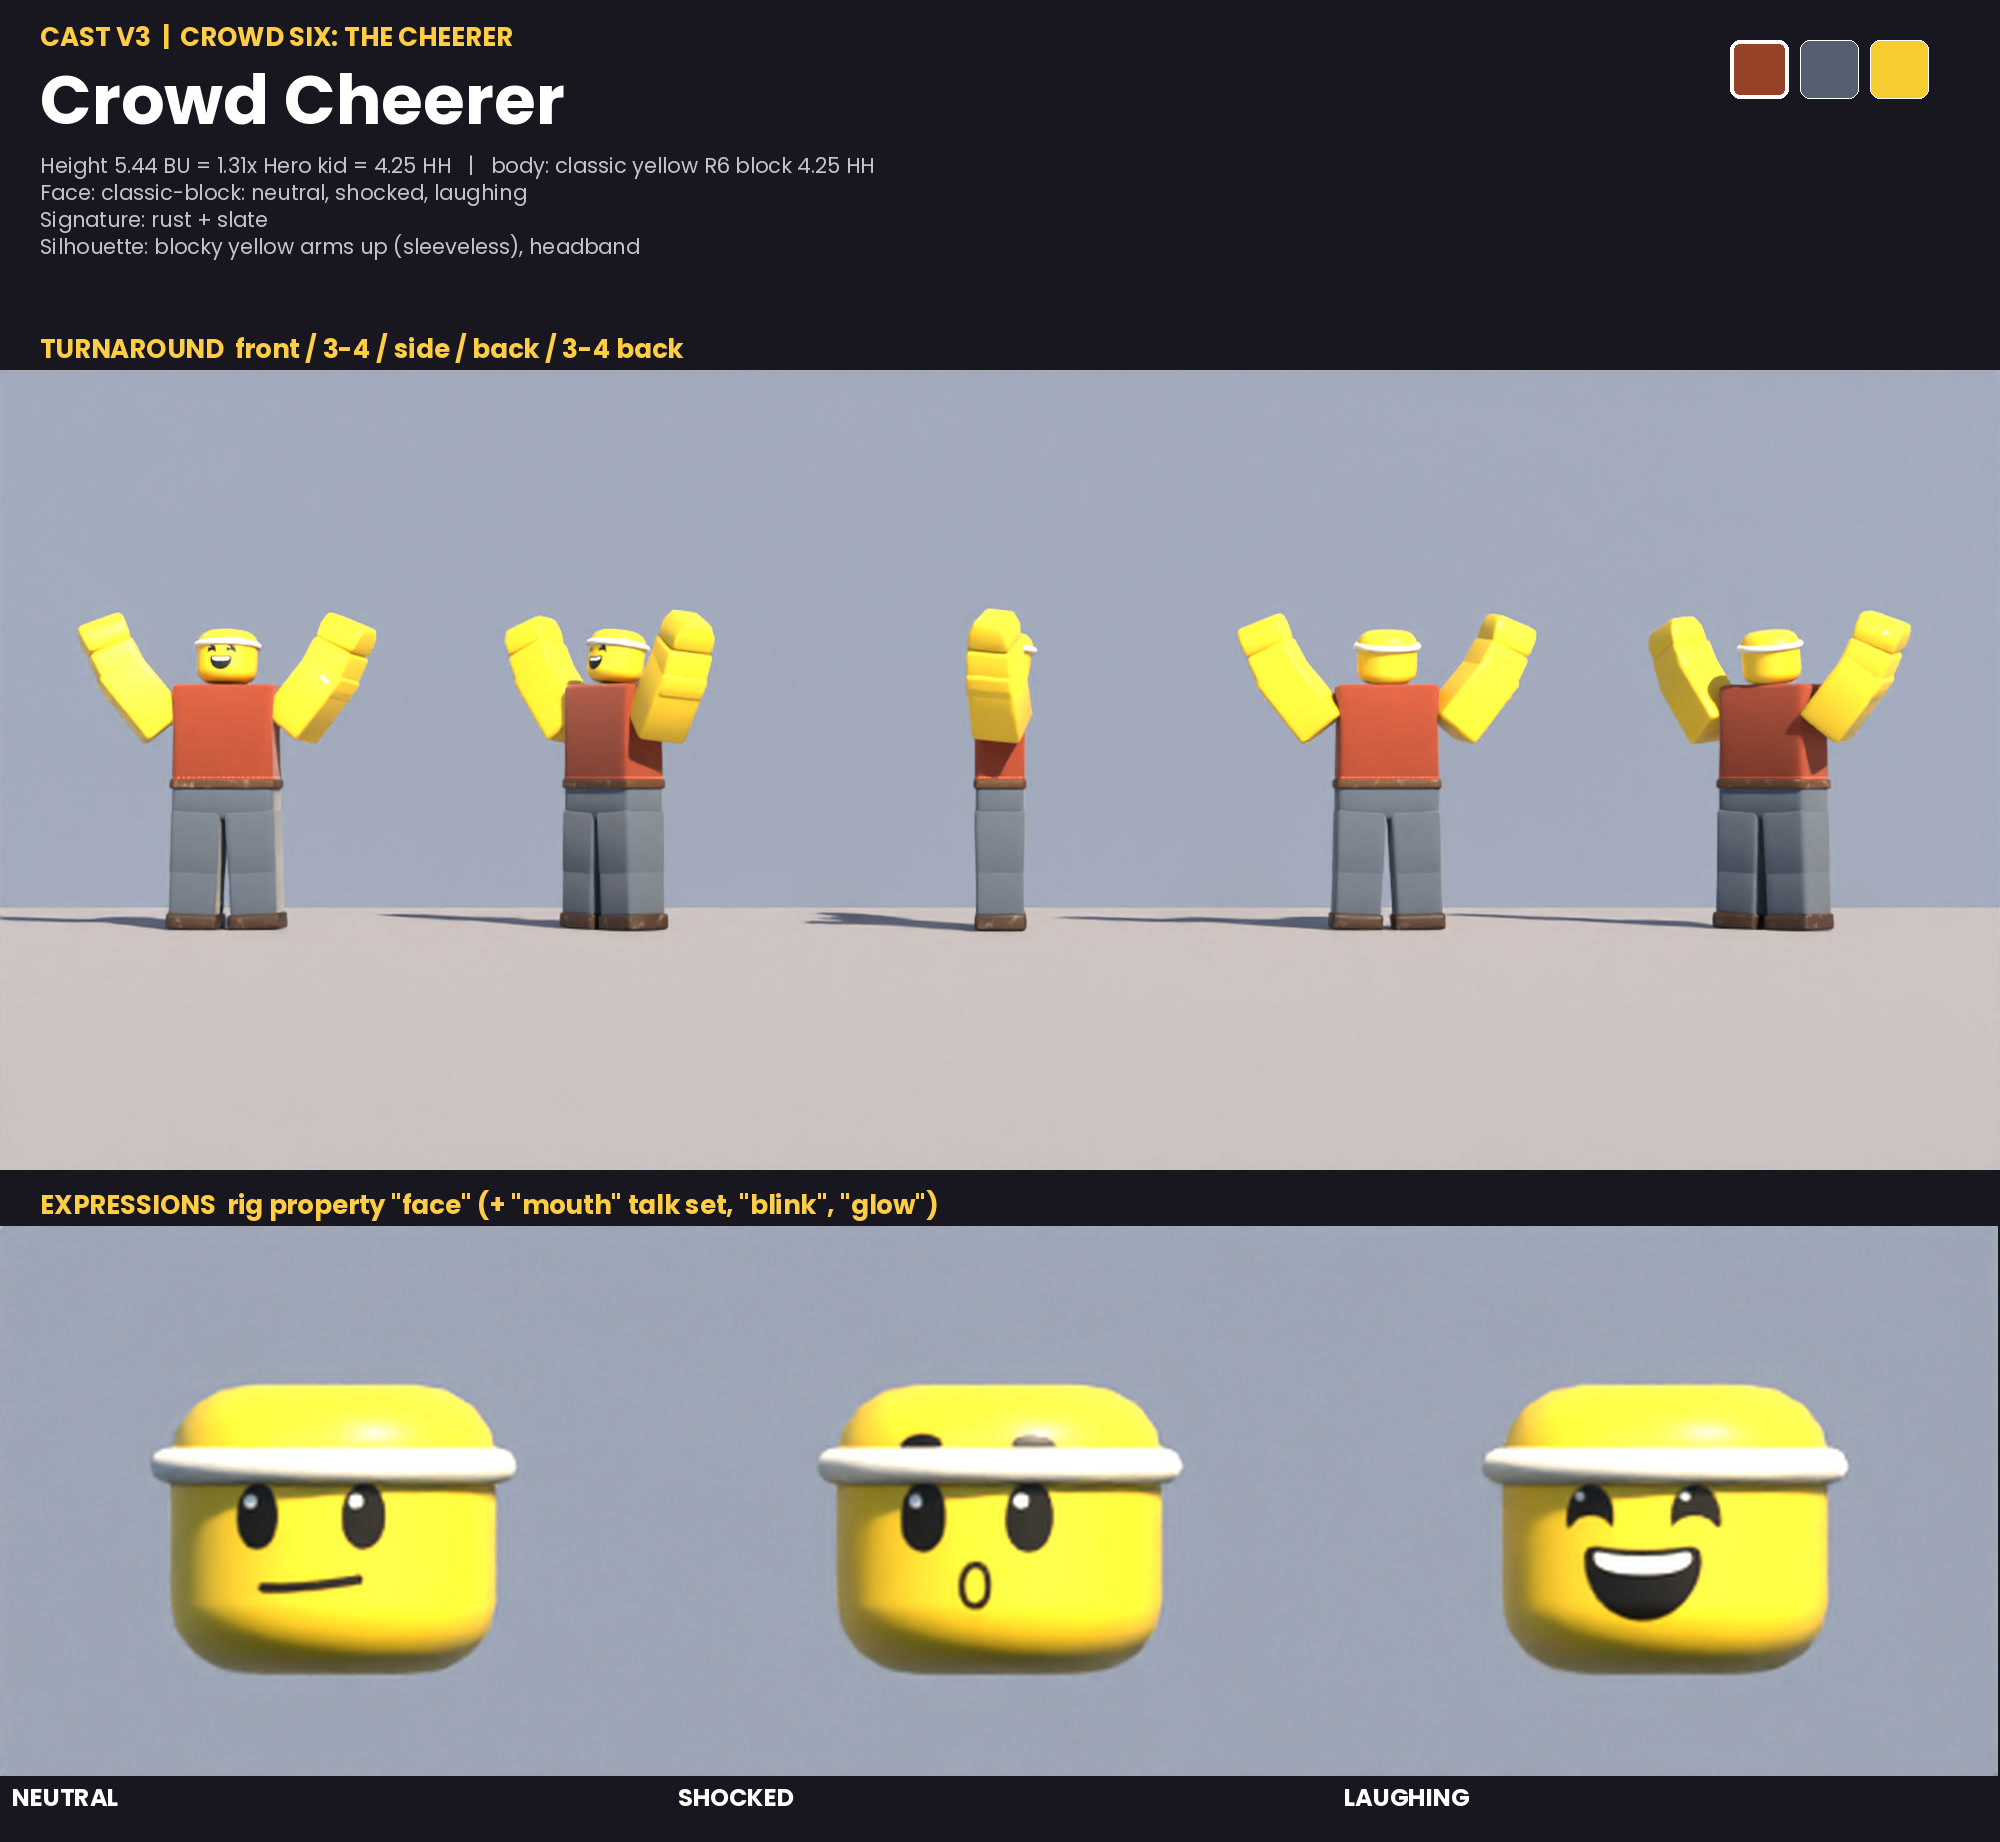 CAST V3 | CROWD SIX: THE CHEERER
Crowd Cheerer
Height 5.44 BU = 1.31x Hero kid = 4.25 HH | body: classic yellow R6 block 4.25 HH
Face: classic-block: neutral, shocked, laughing
Signature: rust + slate
Silhouette: blocky yellow arms up (sleeveless), headband
TURNAROUND front / 3-4 / side / back / 3-4 back
EXPRESSIONS rig property "face" (+ "mouth" talk set, "blink", "glow")
NEUTRAL
SHOCKED
LAUGHING